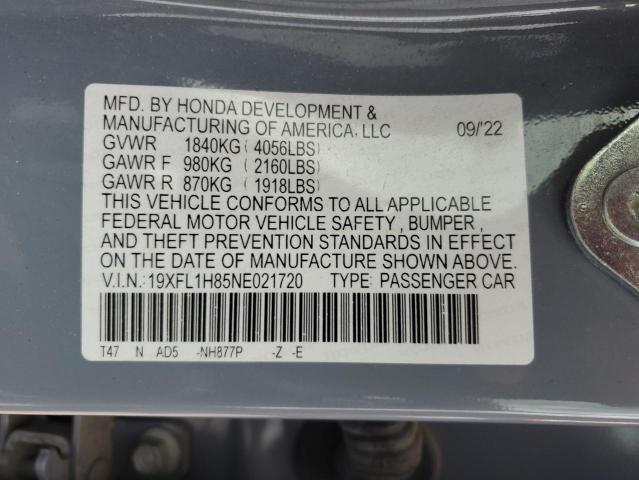 MFD. BY HONDA DEVELOPMENT &
MANUFACTURING OF AMERICA, LLC 09/'22
GVWR 1840KG (4056LBS)
GAWR F 980KG (2160LBS)
GAWR R 870KG (1918LBS)
THIS VEHICLE CONFORMS TO ALL APPLICABLE
FEDERAL MOTOR VEHICLE SAFETY , BUMPER ,
AND THEFT PREVENTION STANDARDS IN EFFECT
ON THE DATE OF MANUFACTURE SHOWN ABOVE.
V.I.N.: 19XFL1H85NE021720 TYPE: PASSENGER CAR
T47 N AD5 -NH877P -Z -E